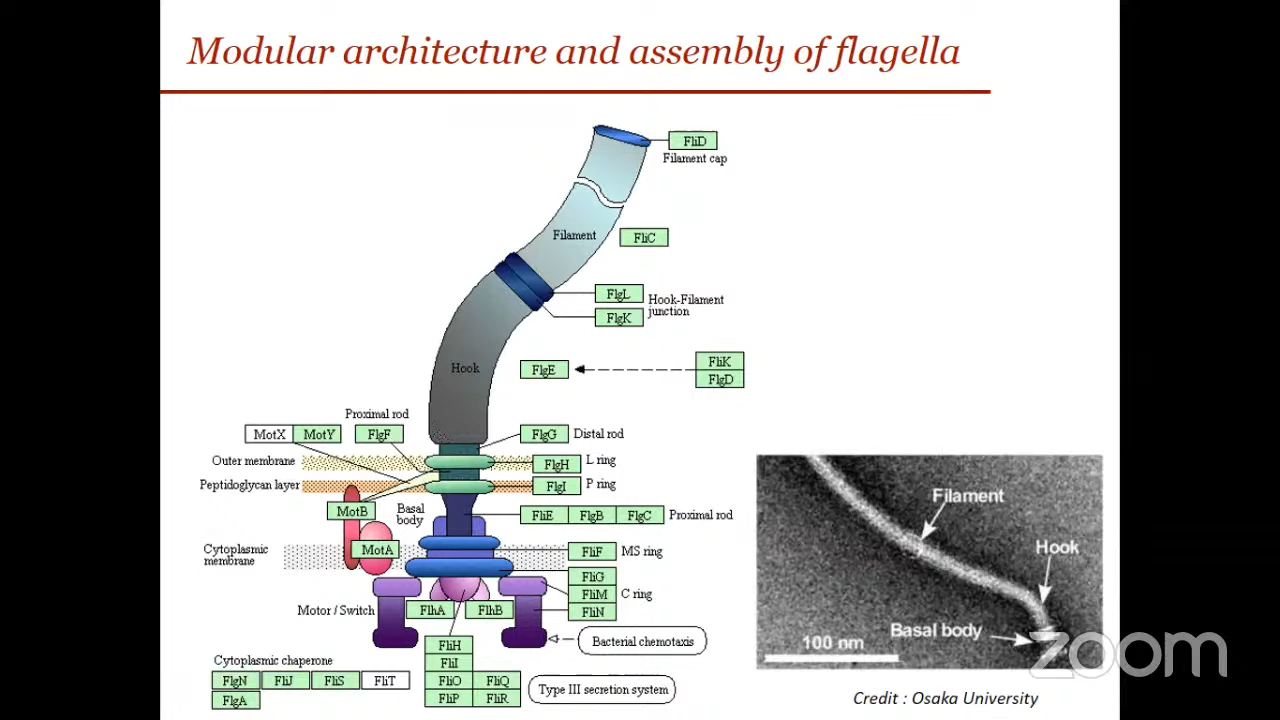 Modular architecture and assembly of flagella
FliD
Filament cap
Filament
FliC
FlgL
FlgK
Hook-Filament
junction
Hook
FlgE
FliK
FlgD
Proximal rod
MotX MotY FlgF
FlgG Distal rod
Outer membrane
FlgH L ring
Peptidoglycan layer
FlgI P ring
MotB
Basal
body
FliE FlgB FlgC Proximal rod
MotA
Cytoplasmic
membrane
FliF MS ring
FliG
FliM
FliN
C ring
Motor / Switch
FlhA FlhB
Bacterial chemotaxis
FliH
FliI
FliO FliQ
FliP FliR
Type III secretion system
Cytoplasmic chaperone
FlgN FliJ FliS FliT
FlgA
Filament
Hook
Basal body
100 nm
zoom
Credit : Osaka University